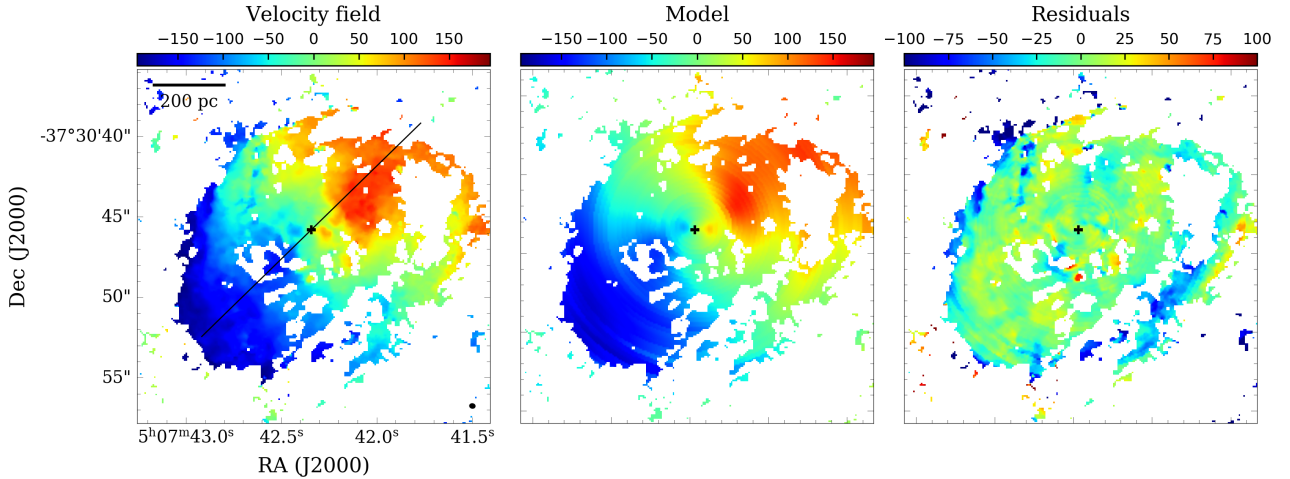 Velocity field
Model
Residuals
−150 −100 −50 0 50 100 150
−150 −100 −50 0 50 100 150
−100 −75 −50 −25 0 25 50 75 100
200 pc
-37°30'40"
45"
50"
55"
Dec (J2000)
5ʰ07ᵐ43.0ˢ 42.5ˢ 42.0ˢ 41.5ˢ
RA (J2000)